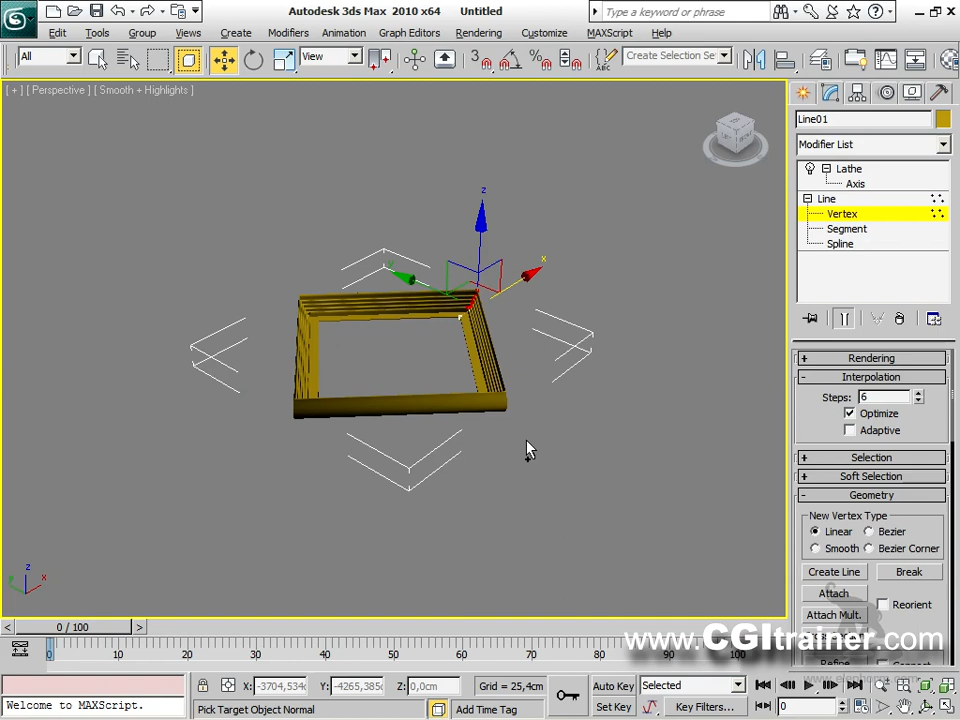 Autodesk 3ds Max 2010 x64 Untitled
Type a keyword or phrase
Edit Tools Group Views Create Modifiers Animation Graph Editors Rendering Customize MAXScript Help
All
View
3
Create Selection Se
[ + ] [ Perspective ] [ Smooth + Highlights ]
Line01
Modifier List
Lathe
Axis
Line
Vertex
Segment
Spline
z
x
Rendering
Interpolation
Steps: 6
Optimize
Adaptive
Selection
Soft Selection
Geometry
New Vertex Type
Linear Bezier
Smooth Bezier Corner
Create Line Break
Attach
Reorient
Attach Mult.
z
x
< 0 / 100 >
www.CGItrainer.com
0 10 20 30 40 50 60 70 80 90 100
X: -3704,534 Y: -4265,385 Z: 0,0cm Grid = 25,4cm Auto Key Selected
Welcome to MAXScript. Pick Target Object Normal Add Time Tag Set Key Key Filters... 0